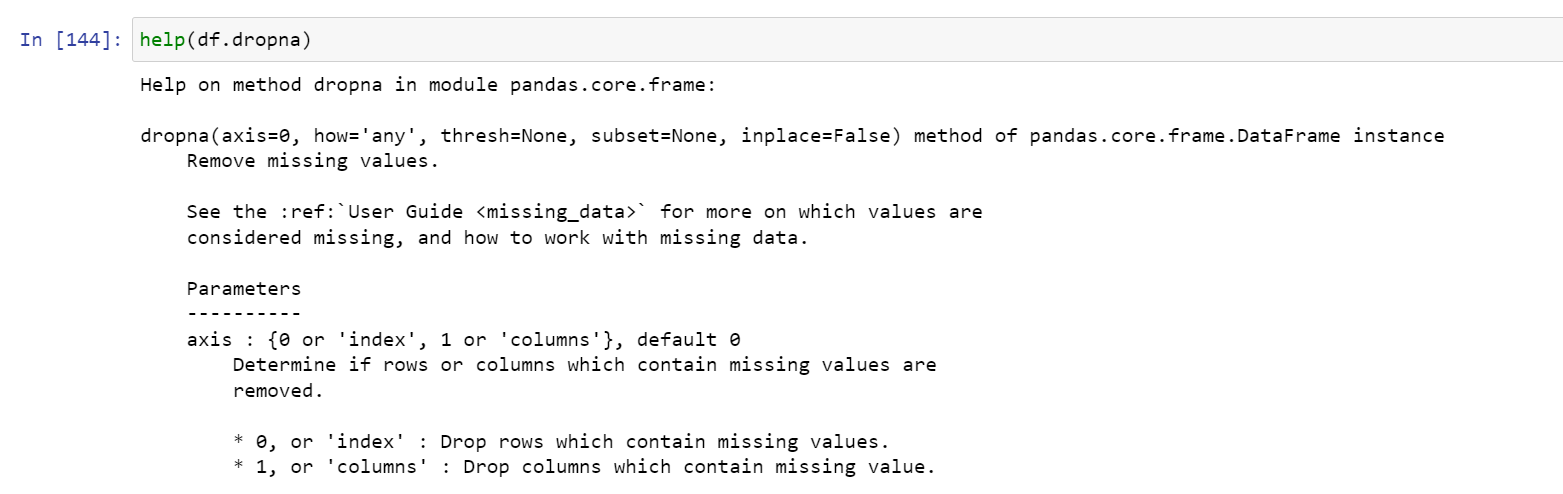 In [144]: help(df.dropna)
Help on method dropna in module pandas.core.frame:
dropna(axis=0, how='any', thresh=None, subset=None, inplace=False) method of pandas.core.frame.DataFrame instance
Remove missing values.
See the :ref:`User Guide <missing_data>` for more on which values are
considered missing, and how to work with missing data.
Parameters
----------
axis : {0 or 'index', 1 or 'columns'}, default 0
Determine if rows or columns which contain missing values are
removed.
* 0, or 'index' : Drop rows which contain missing values.
* 1, or 'columns' : Drop columns which contain missing value.